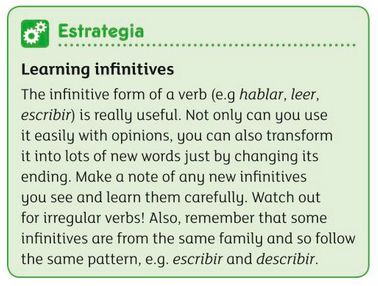 Estrategia
Learning infinitives
The infinitive form of a verb (e.g hablar, leer,
escribir) is really useful. Not only can you use
it easily with opinions, you can also transform
it into lots of new words just by changing its
ending. Make a note of any new infinitives
you see and learn them carefully. Watch out
for irregular verbs! Also, remember that some
infinitives are from the same family and so follow
the same pattern, e.g. escribir and describir.